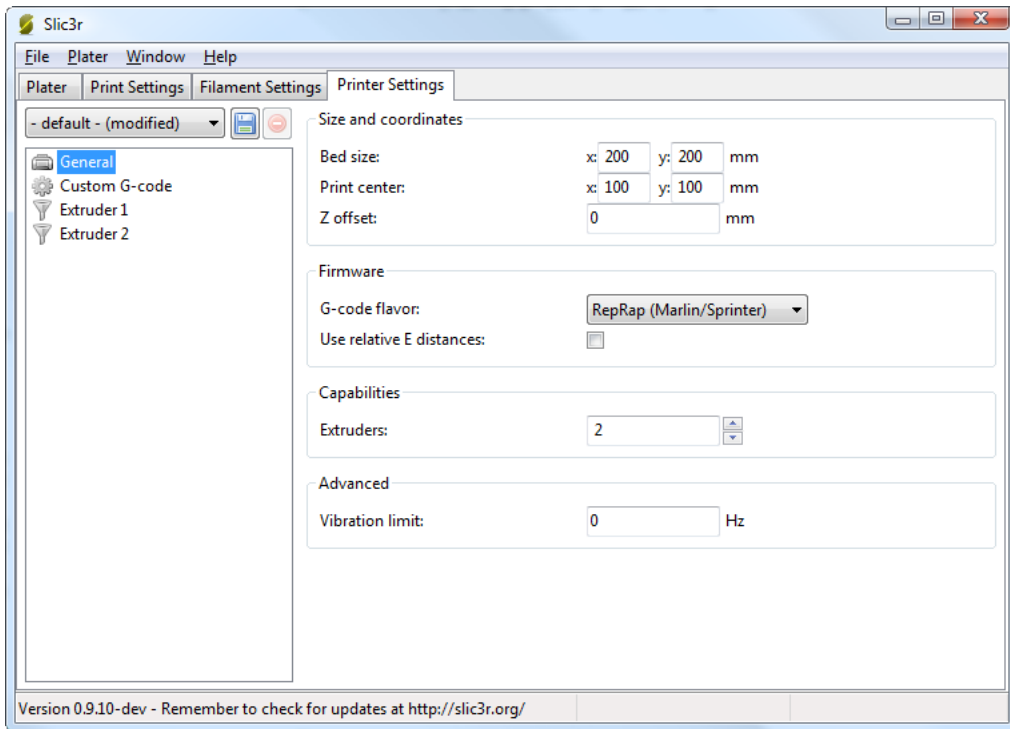 Slic3r
File Plater Window Help
Plater Print Settings Filament Settings Printer Settings
- default - (modified)
General
Custom G-code
Extruder 1
Extruder 2
Size and coordinates
Bed size: x: 200 y: 200 mm
Print center: x: 100 y: 100 mm
Z offset: 0 mm
Firmware
G-code flavor: RepRap (Marlin/Sprinter)
Use relative E distances:
Capabilities
Extruders: 2
Advanced
Vibration limit: 0 Hz
Version 0.9.10-dev - Remember to check for updates at http://slic3r.org/